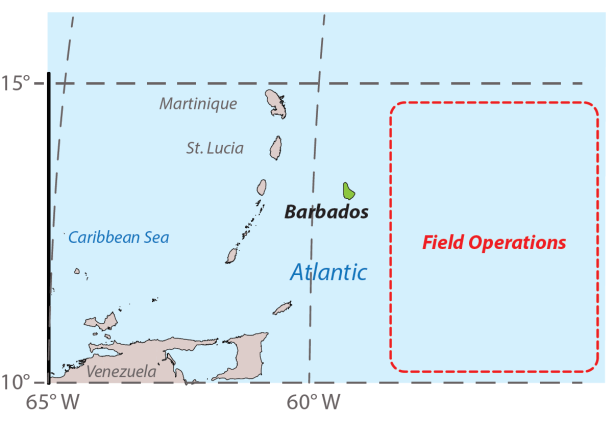 15°
Martinique
St. Lucia
Barbados
Caribbean Sea
Field Operations
Atlantic
Venezuela
10°
65° W
60° W